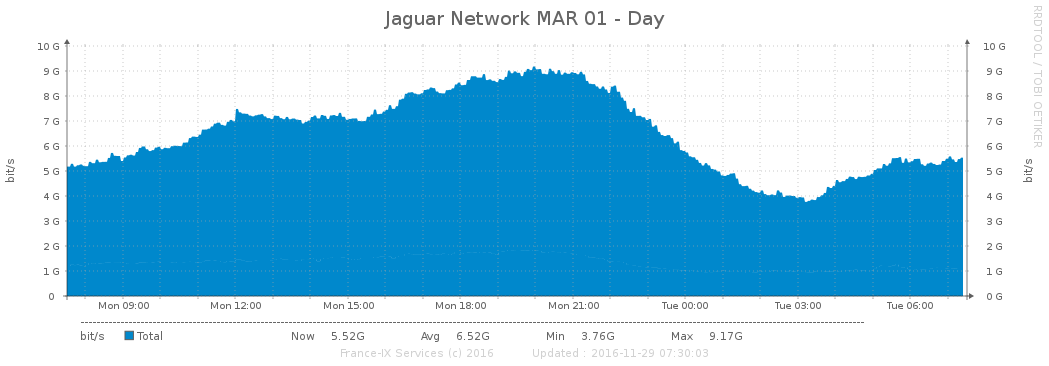 Jaguar Network MAR 01 - Day
RRDTOOL / TOBI OETIKER
bit/s
10 G 10 G
9 G 9 G
8 G 8 G
7 G 7 G
6 G 6 G
5 G 5 G
4 G 4 G
3 G 3 G
2 G 2 G
1 G 1 G
0 0 G
bit/s
Mon 09:00 Mon 12:00 Mon 15:00 Mon 18:00 Mon 21:00 Tue 00:00 Tue 03:00 Tue 06:00
bit/s Total Now 5.52G Avg 6.52G Min 3.76G Max 9.17G
France-IX Services (c) 2016 Updated : 2016-11-29 07:30:03